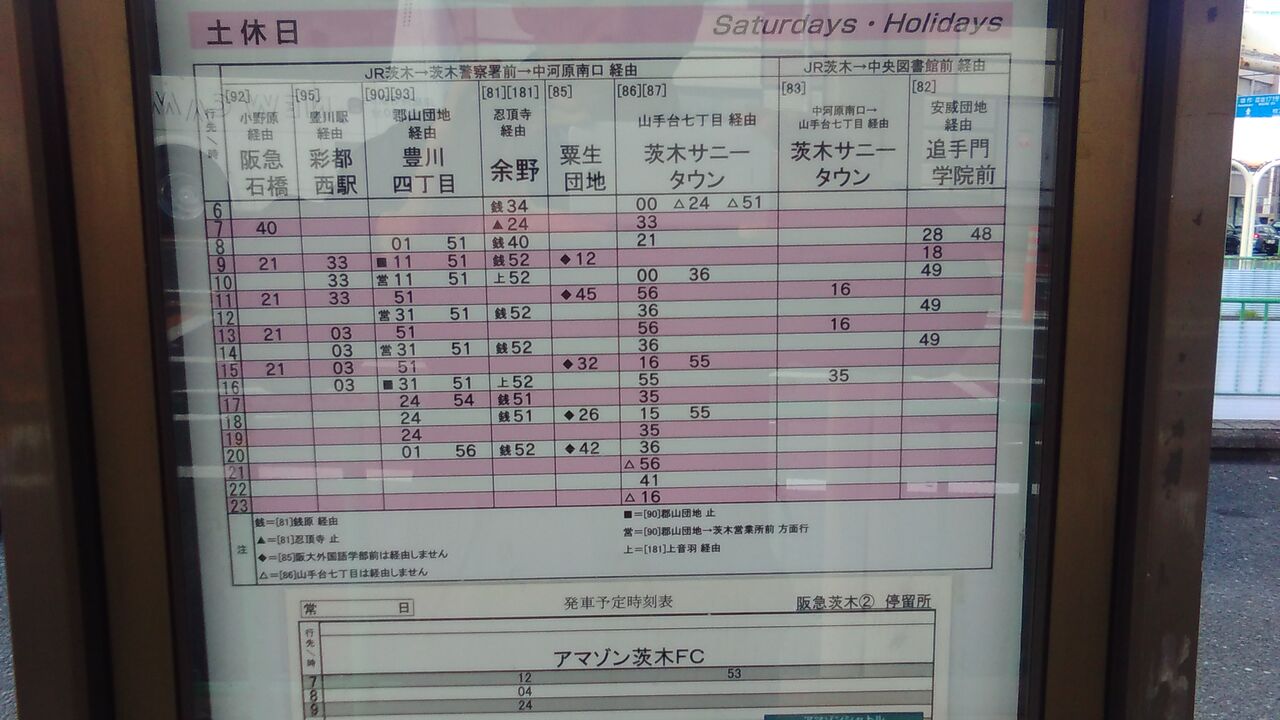 土休日 Saturdays・Holidays
JR茨木→茨木警察署前→中河原南口 経由 JR茨木→中央図書館前 経由
行先/時 [92] [95] [90][93] [81][181] [85] [86][87] [83] [82]
小野原 経由 阪急石橋
豊川駅 経由 彩都西駅
郡山団地 経由 豊川四丁目
忍頂寺 経由 余野
粟生団地
山手台七丁目 経由 茨木サニータウン
中河原南口→山手台七丁目 経由 茨木サニータウン
安威団地 経由 追手門学院前
6 銭34 00 △24 △51
7 40 ▲24 33
8 01 51 銭40 21 28 48
9 21 33 ■11 51 銭52 ◆12 18
10 33 営11 51 上52 00 36 49
11 21 33 51 ◆45 56 16
12 営31 51 銭52 36 49
13 21 03 51 56 16
14 03 営31 51 銭52 36 49
15 21 03 51 ◆32 16 55
16 03 ■31 51 上52 55 35
17 24 54 銭51 35
18 24 銭51 ◆26 15 55
19 24 35
20 01 56 銭52 ◆42 36
21 △56
22 41
23 △16
注
銭=[81]銭原 経由
▲=[81]忍頂寺 止
◆=[85]阪大外国語学部前は経由しません
△=[86]山手台七丁目は経由しません
■=[90]郡山団地 止
営=[90]郡山団地→茨木営業所前 方面行
上=[181]上音羽 経由
常 日 発車予定時刻表 阪急茨木② 停留所
行先/時 アマゾン茨木FC
7 12 53
8 04
9 24
アマゾンシャトル